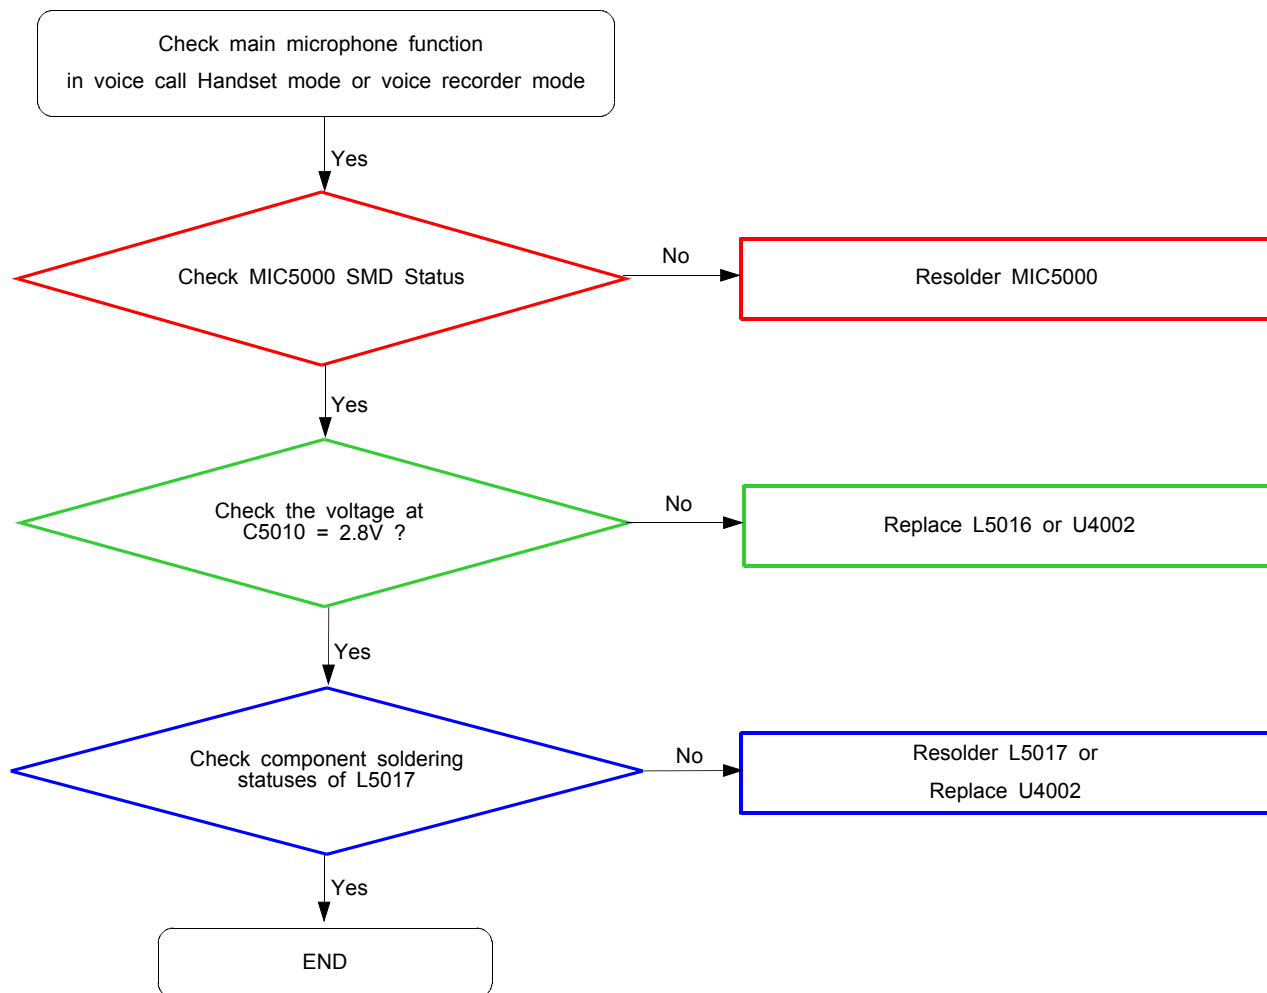 Check main microphone function
in voice call Handset mode or voice recorder mode
Yes
Check MIC5000 SMD Status
No
Resolder MIC5000
Yes
Check the voltage at
C5010 = 2.8V ?
No
Replace L5016 or U4002
Yes
Check component soldering
statuses of L5017
No
Resolder L5017 or
Replace U4002
Yes
END